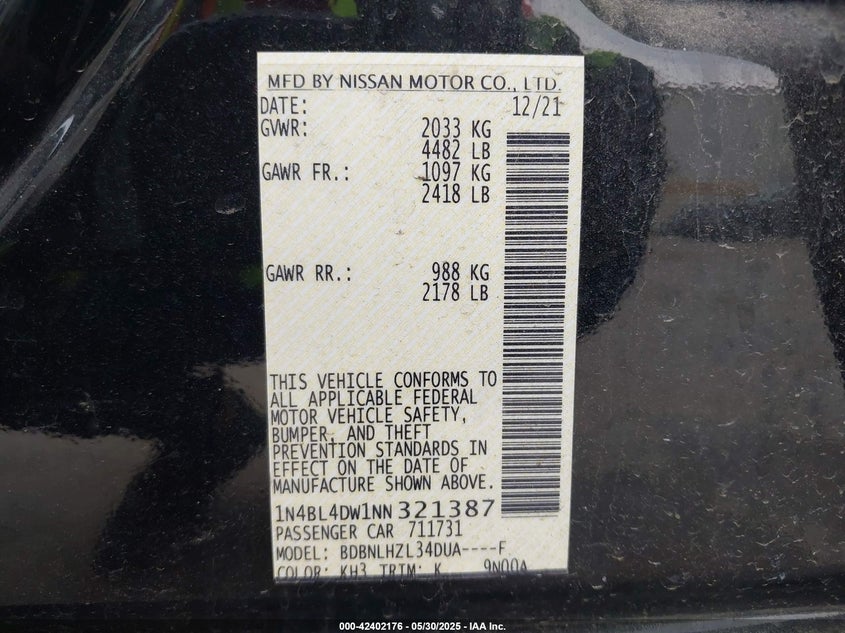 MFD BY NISSAN MOTOR CO., LTD.
DATE: 12/21
GVWR: 2033 KG
4482 LB
GAWR FR.: 1097 KG
2418 LB
GAWR RR.: 988 KG
2178 LB
THIS VEHICLE CONFORMS TO
ALL APPLICABLE FEDERAL
MOTOR VEHICLE SAFETY,
BUMPER, AND THEFT
PREVENTION STANDARDS IN
EFFECT ON THE DATE OF
MANUFACTURE SHOWN ABOVE.
1N4BL4DW1NN321387
PASSENGER CAR 711731
MODEL: BDBNLHZL34DUA----F
COLOR: KH3 TRIM: K 9N00A
000-42402176 - 05/30/2025 - IAA Inc.